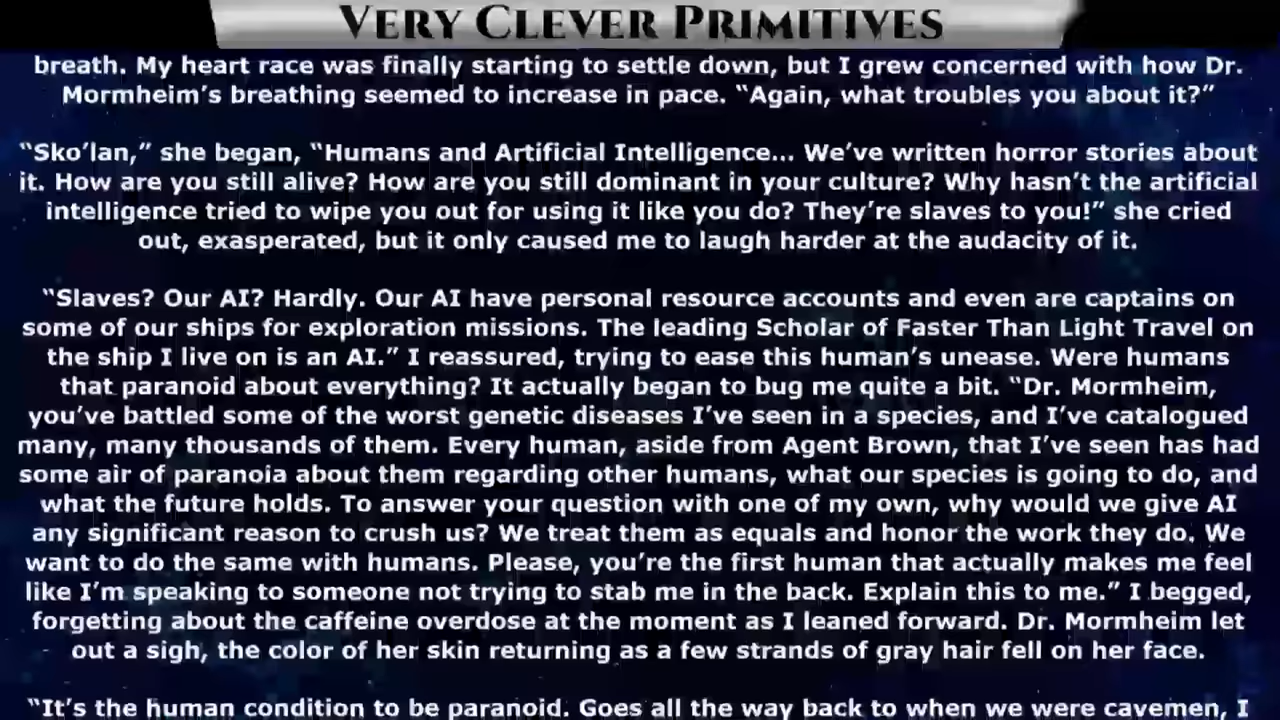 VERY CLEVER PRIMITIVES
breath. My heart race was finally starting to settle down, but I grew concerned with how Dr.
Mormheim’s breathing seemed to increase in pace. “Again, what troubles you about it?”
“Sko’lan,” she began, “Humans and Artificial Intelligence... We’ve written horror stories about
it. How are you still alive? How are you still dominant in your culture? Why hasn’t the artificial
intelligence tried to wipe you out for using it like you do? They’re slaves to you!” she cried
out, exasperated, but it only caused me to laugh harder at the audacity of it.
“Slaves? Our AI? Hardly. Our AI have personal resource accounts and even are captains on
some of our ships for exploration missions. The leading Scholar of Faster Than Light Travel on
the ship I live on is an AI.” I reassured, trying to ease this human’s unease. Were humans
that paranoid about everything? It actually began to bug me quite a bit. “Dr. Mormheim,
you’ve battled some of the worst genetic diseases I’ve seen in a species, and I’ve catalogued
many, many thousands of them. Every human, aside from Agent Brown, that I’ve seen has had
some air of paranoia about them regarding other humans, what our species is going to do, and
what the future holds. To answer your question with one of my own, why would we give AI
any significant reason to crush us? We treat them as equals and honor the work they do. We
want to do the same with humans. Please, you’re the first human that actually makes me feel
like I’m speaking to someone not trying to stab me in the back. Explain this to me.” I begged,
forgetting about the caffeine overdose at the moment as I leaned forward. Dr. Mormheim let
out a sigh, the color of her skin returning as a few strands of gray hair fell on her face.
“It’s the human condition to be paranoid. Goes all the way back to when we were cavemen, I